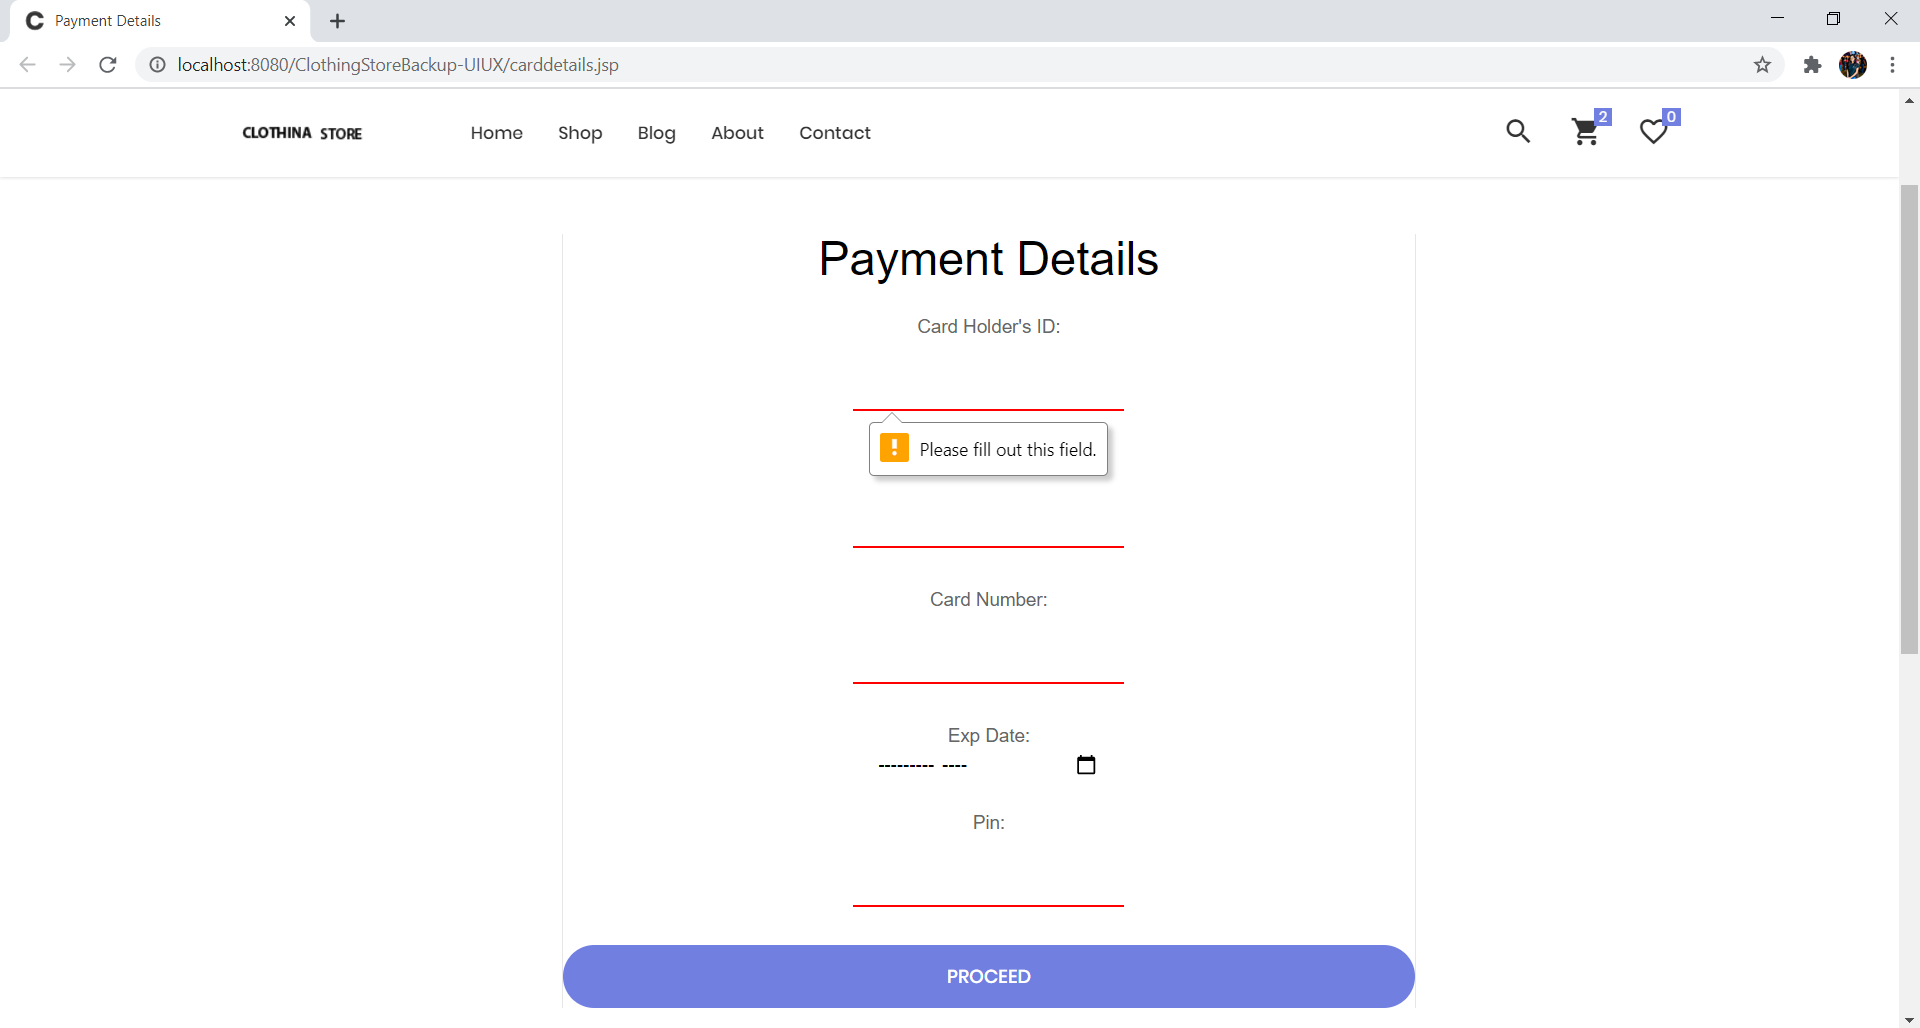 Payment Details
localhost:8080/ClothingStoreBackup-UIUX/carddetails.jsp
CLOTHINA STORE
Home Shop Blog About Contact
2
0
Payment Details
Card Holder's ID:
Please fill out this field.
Card Number:
Exp Date:
--------- ----
Pin:
PROCEED